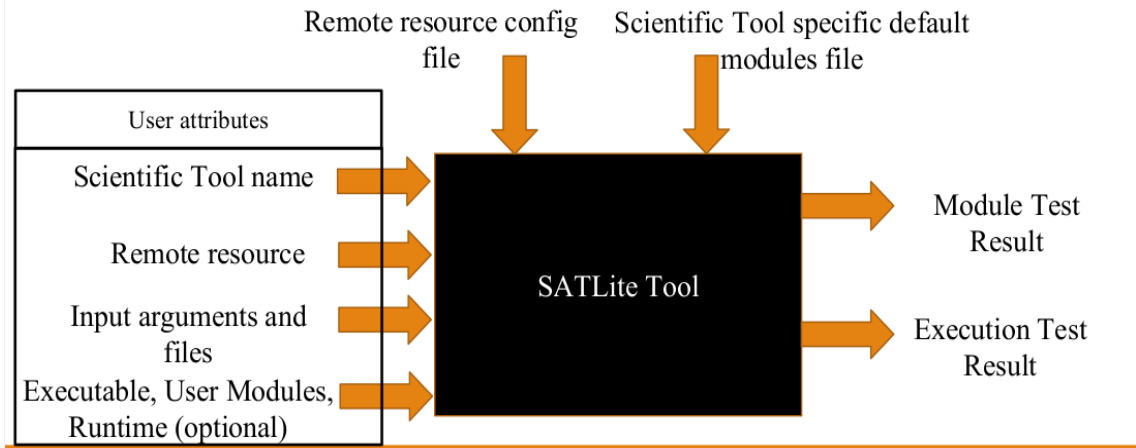 Remote resource config
file
Scientific Tool specific default
modules file
User attributes
Scientific Tool name
Remote resource
Input arguments and
files
Executable, User Modules,
Runtime (optional)
SATLite Tool
Module Test
Result
Execution Test
Result